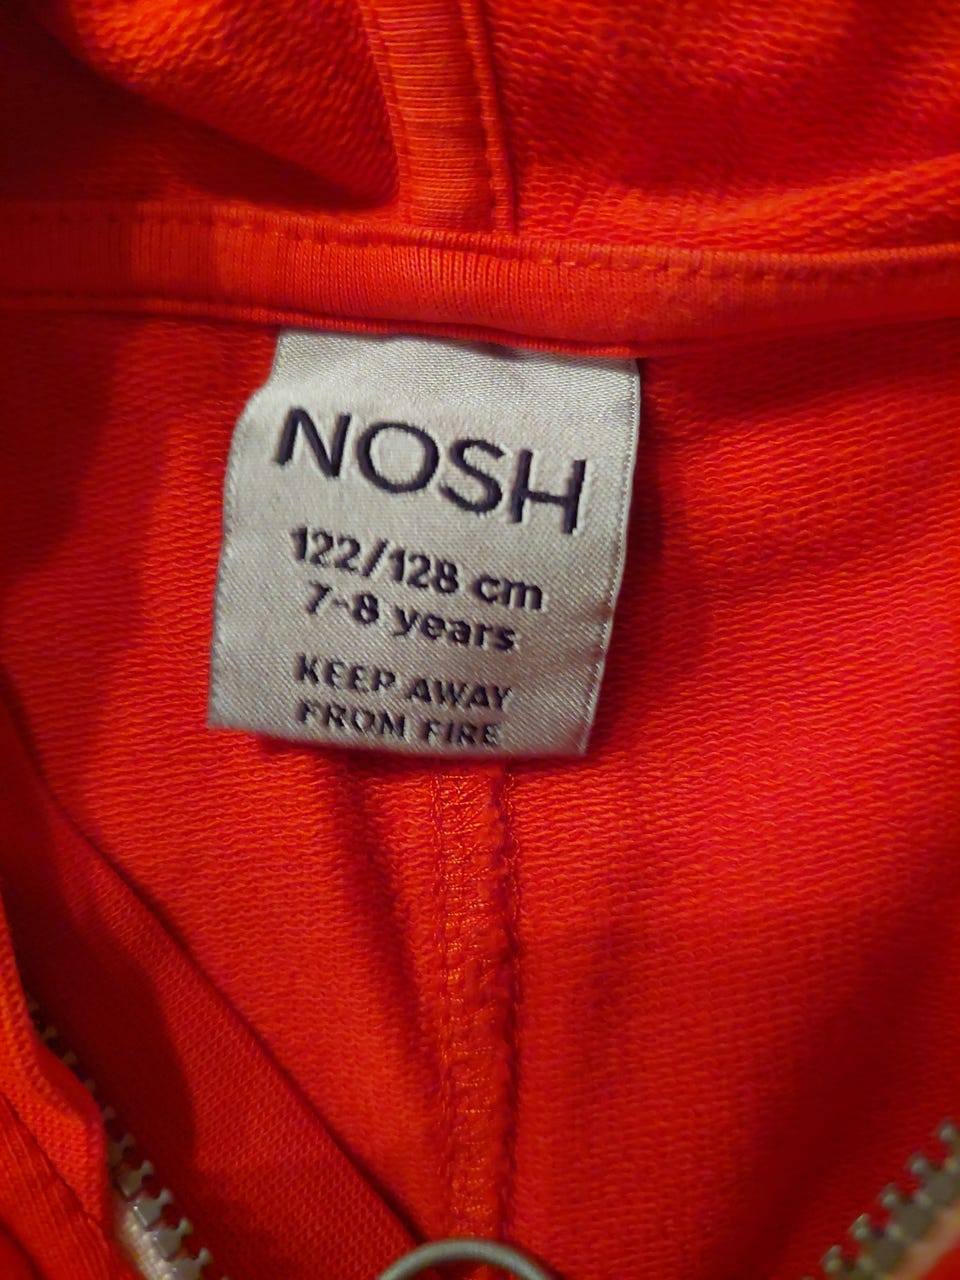 NOSH
122/128 cm
7-8 years
KEEP AWAY
FROM FIRE